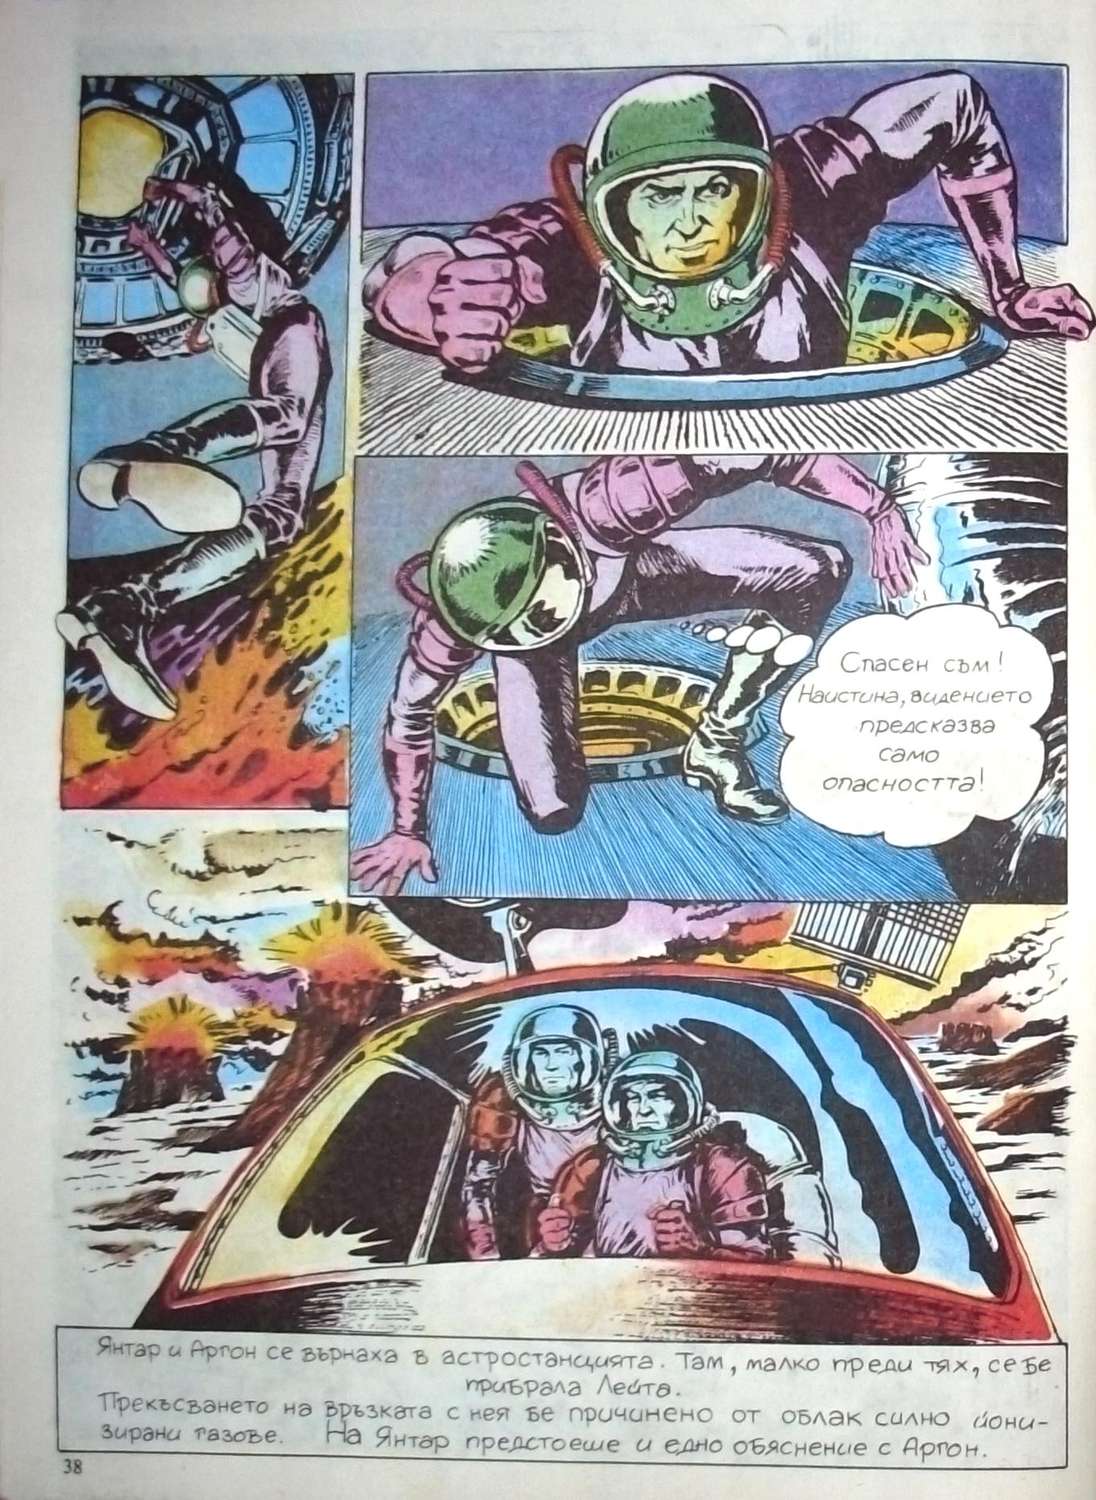 Спасен съм!
Наистина, видението
предсказва
само
опасността!
Янтар и Аргон се върнаха в астростанцията. Там, малко преди тях, се бе
прибрала Лейта.
Прекъсването на връзката с нея бе причинено от облак силно йони-
зирани газове. На Янтар предстоеше и едно обяснение с Аргон.
38